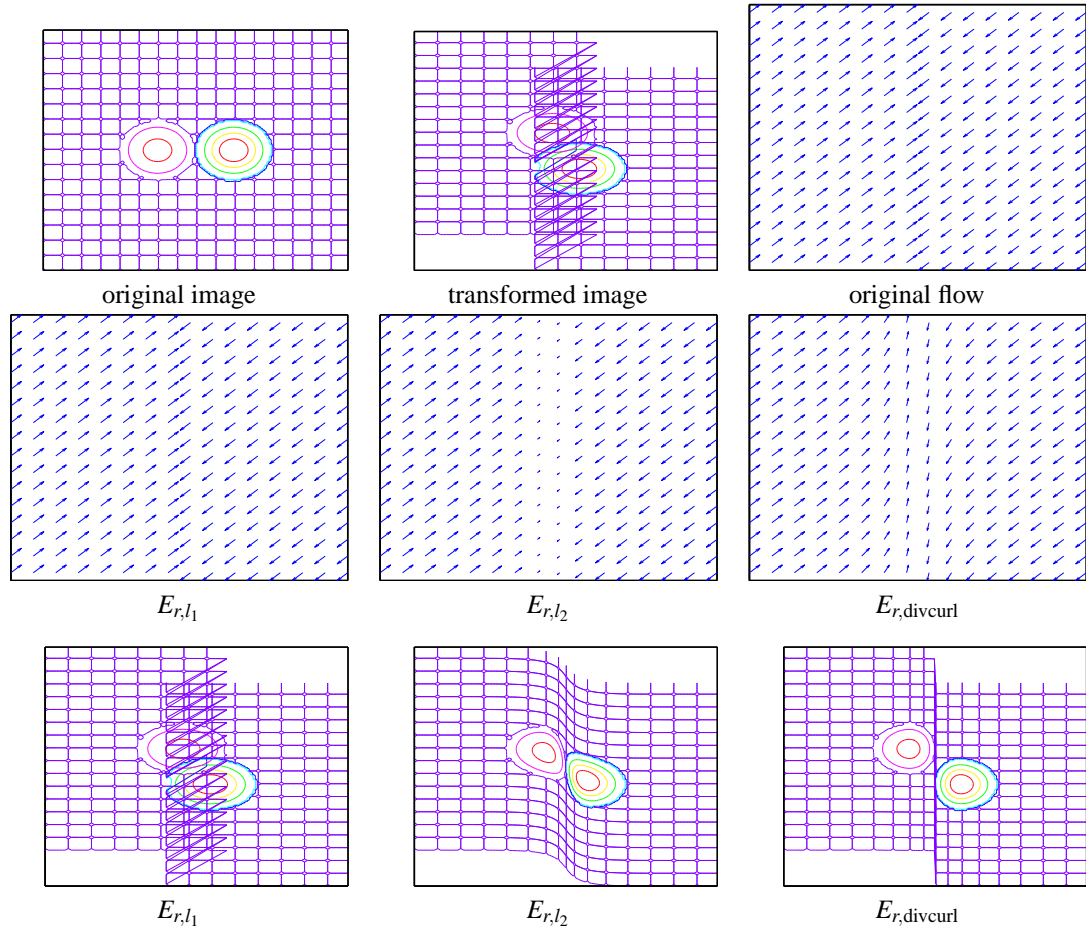 original image
transformed image
original flow
E_{r,l_1}
E_{r,l_2}
E_{r,divcurl}
E_{r,l_1}
E_{r,l_2}
E_{r,divcurl}